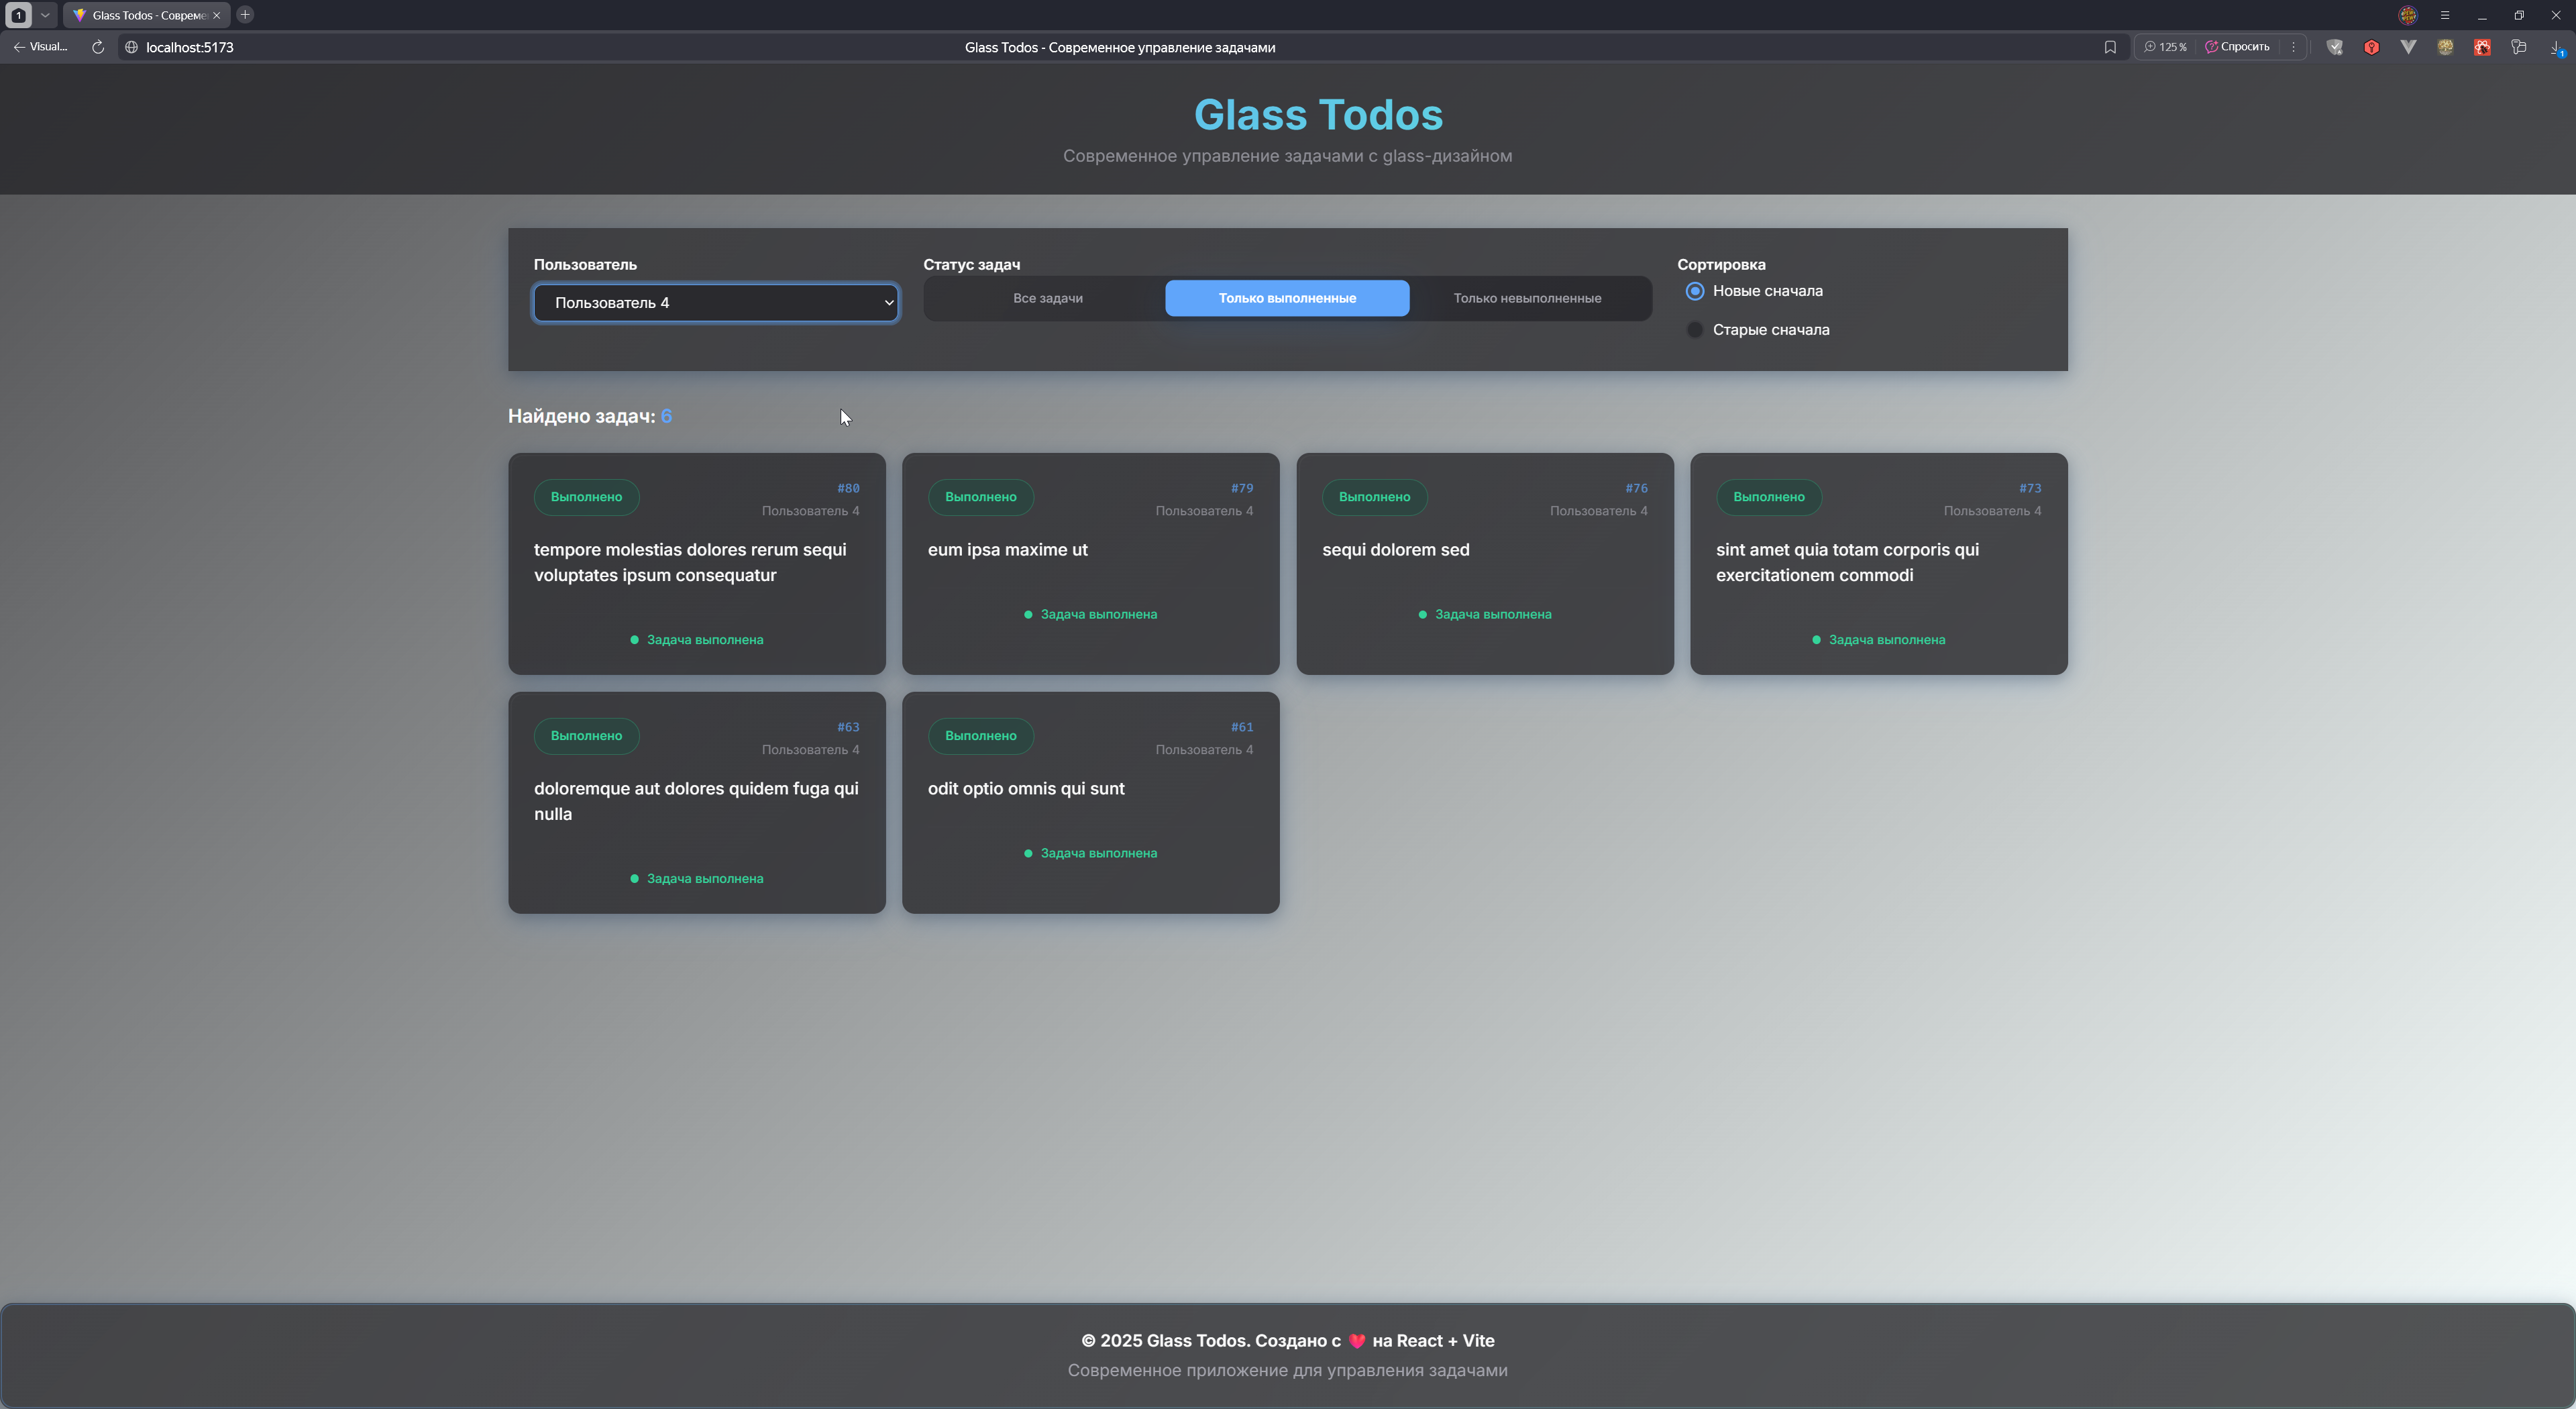 1
Glass Todos - Совреме
Visual...
localhost:5173
Glass Todos - Современное управление задачами
125 %
Спросить
1
Glass Todos
Современное управление задачами с glass-дизайном
Пользователь
Статус задач
Сортировка
Пользователь 4
Все задачи
Только выполненные
Только невыполненные
Новые сначала
Старые сначала
Найдено задач: 6
Выполнено
#80
Пользователь 4
tempore molestias dolores rerum sequi
voluptates ipsum consequatur
Задача выполнена
Выполнено
#79
Пользователь 4
eum ipsa maxime ut
Задача выполнена
Выполнено
#76
Пользователь 4
sequi dolorem sed
Задача выполнена
Выполнено
#73
Пользователь 4
sint amet quia totam corporis qui
exercitationem commodi
Задача выполнена
Выполнено
#63
Пользователь 4
doloremque aut dolores quidem fuga qui
nulla
Задача выполнена
Выполнено
#61
Пользователь 4
odit optio omnis qui sunt
Задача выполнена
© 2025 Glass Todos. Создано с ❤️ на React + Vite
Современное приложение для управления задачами